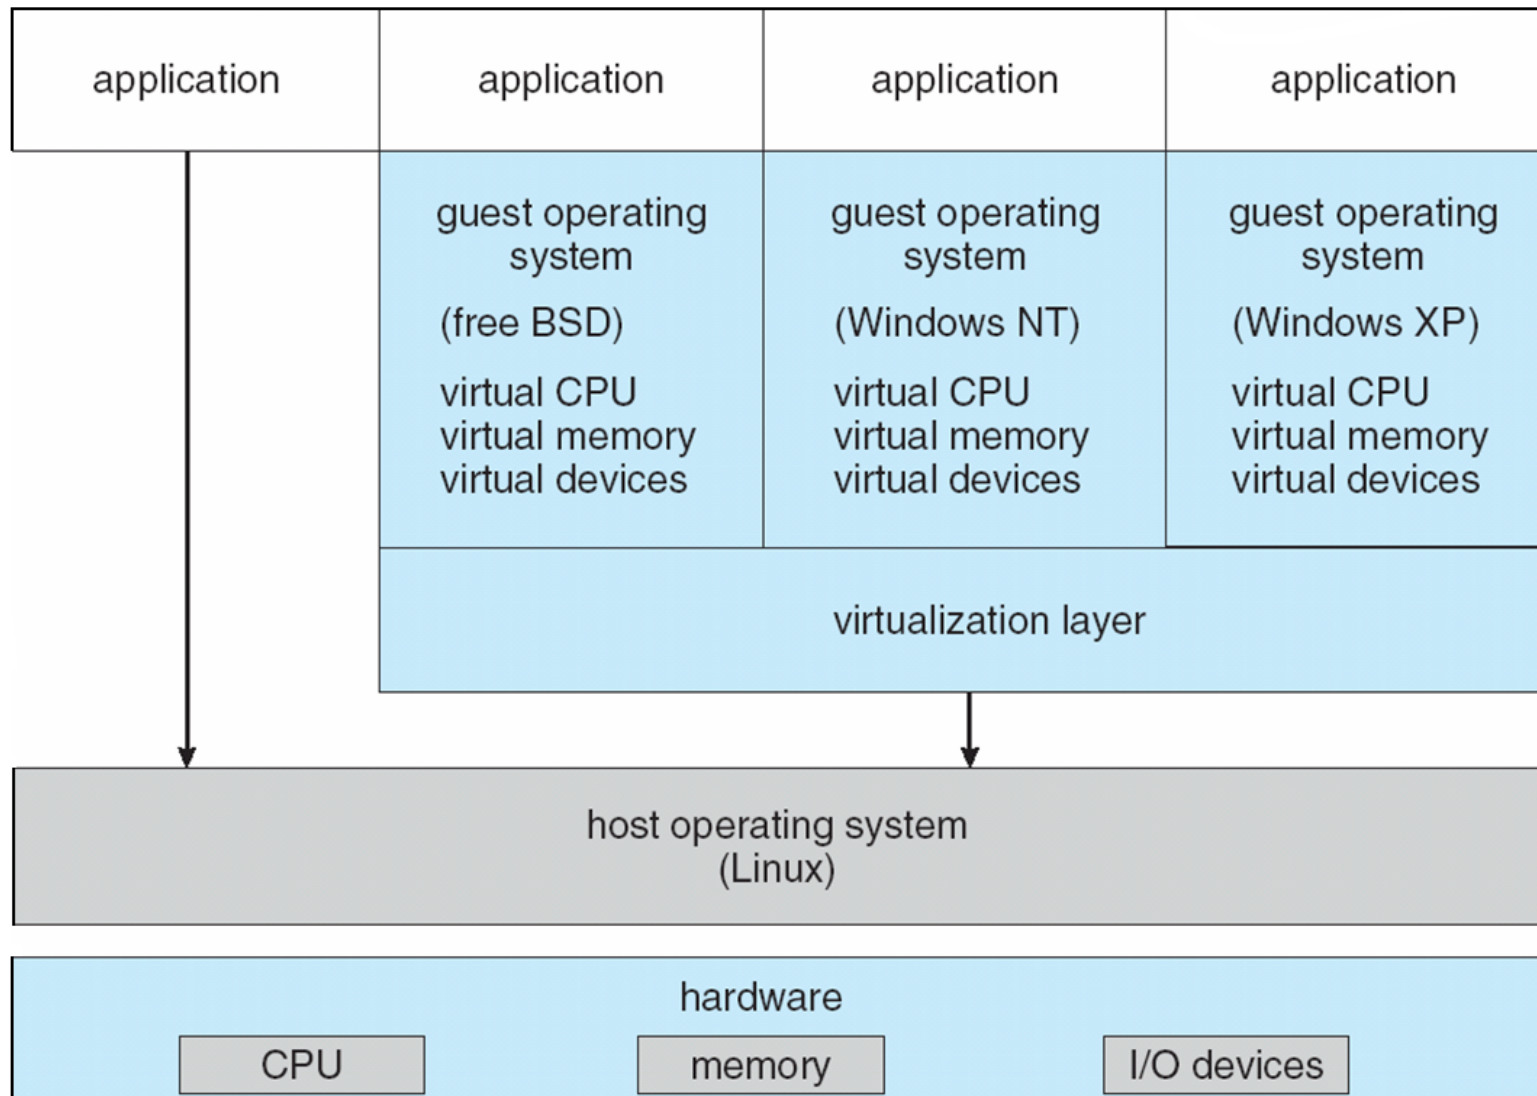 application
application
application
application
guest operating
system
(free BSD)
virtual CPU
virtual memory
virtual devices
guest operating
system
(Windows NT)
virtual CPU
virtual memory
virtual devices
guest operating
system
(Windows XP)
virtual CPU
virtual memory
virtual devices
virtualization layer
host operating system
(Linux)
hardware
CPU
memory
I/O devices